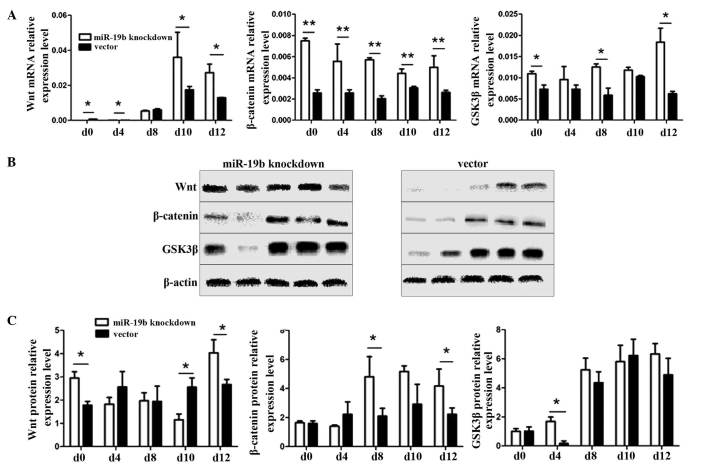 A
Wnt mRNA relative
expression level
0.06
0.04
0.02
0.00
miR-19b knockdown
vector
*
*
*
*
d0
d4
d8
d10
d12
β-catenin mRNA relative
expression level
0.010
0.008
0.006
0.004
0.002
0.000
**
**
**
**
**
d0
d4
d8
d10
d12
GSK3β mRNA relative
expression level
0.025
0.020
0.015
0.010
0.005
0.000
*
*
*
d0
d4
d8
d10
d12
B
miR-19b knockdown
vector
Wnt
β-catenin
GSK3β
β-actin
C
Wnt protein relative
expression level
5
4
3
2
1
0
miR-19b knockdown
vector
*
*
*
d0
d4
d8
d10
d12
β-catenin protein relative
expression level
8
6
4
2
0
*
*
d0
d4
d8
d10
d12
GSK3β protein relative
expression level
8
6
4
2
0
*
d0
d4
d8
d10
d12